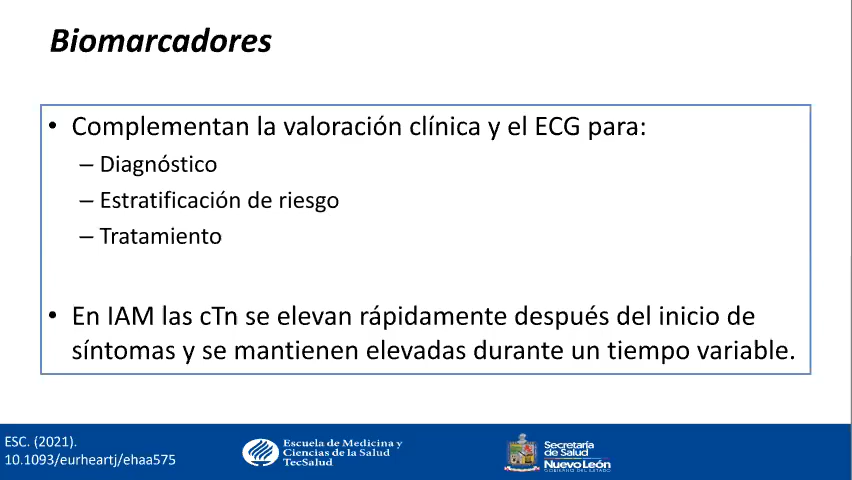 Biomarcadores
• Complementan la valoración clínica y el ECG para:
– Diagnóstico
– Estratificación de riesgo
– Tratamiento
• En IAM las cTn se elevan rápidamente después del inicio de
síntomas y se mantienen elevadas durante un tiempo variable.
ESC. (2021).
10.1093/eurheartj/ehaa575
Escuela de Medicina y
Ciencias de la Salud
TecSalud
Secretaría
de Salud
Nuevo León
GOBIERNO DEL ESTADO